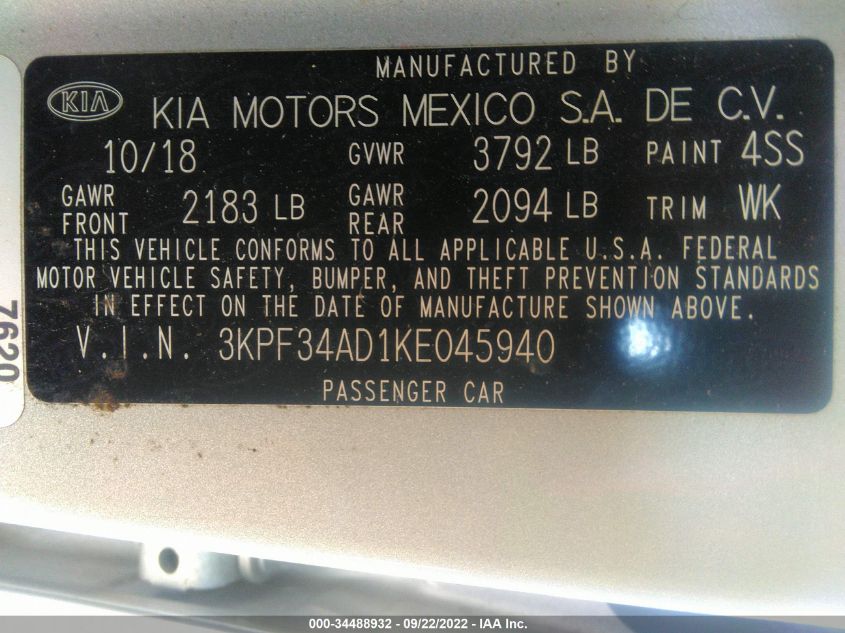 MANUFACTURED BY
KIA KIA MOTORS MEXICO S.A. DE C.V.
10/18 GVWR 3792 LB PAINT 4SS
GAWR FRONT 2183 LB GAWR REAR 2094 LB TRIM WK
THIS VEHICLE CONFORMS TO ALL APPLICABLE U.S.A. FEDERAL
MOTOR VEHICLE SAFETY, BUMPER, AND THEFT PREVENTION STANDARDS
IN EFFECT ON THE DATE OF MANUFACTURE SHOWN ABOVE.
V.I.N. 3KPF34AD1KE045940
PASSENGER CAR
7620
000-34488932 - 09/22/2022 - IAA Inc.